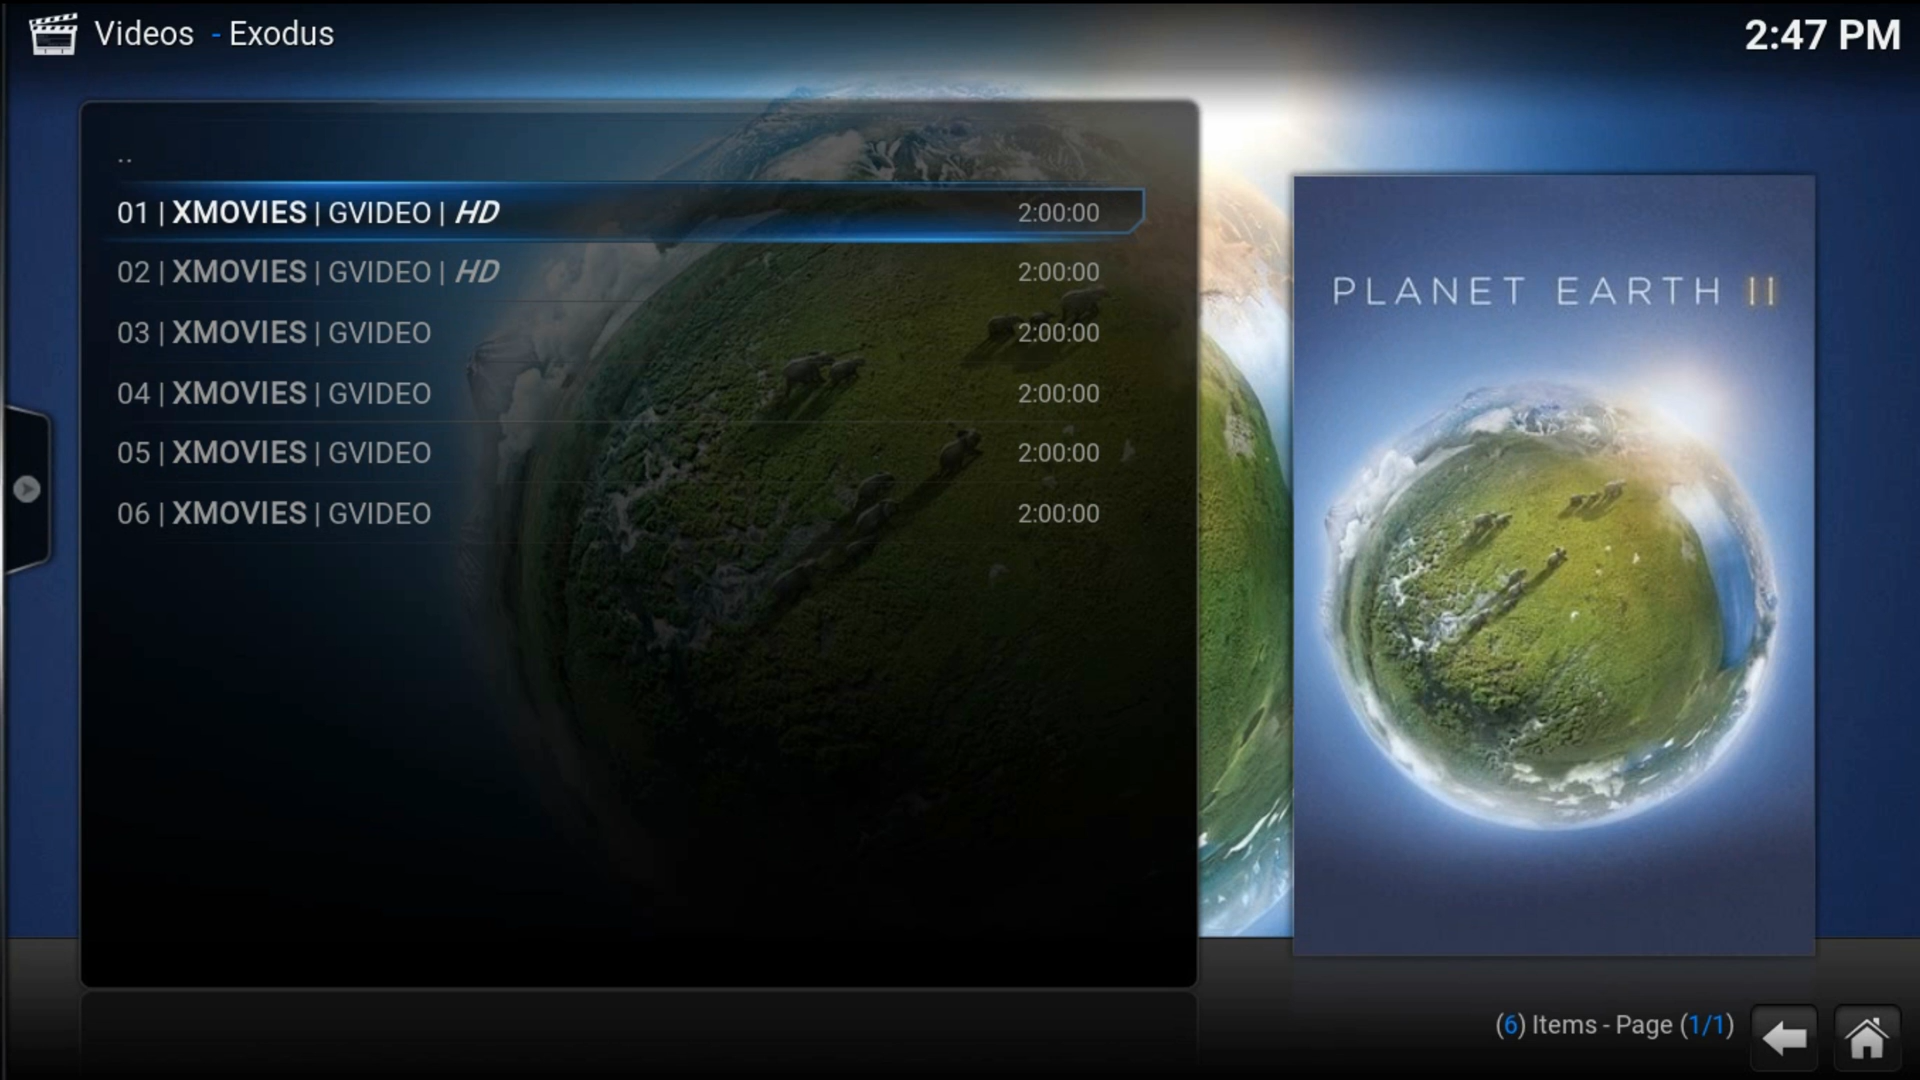 Videos - Exodus
2:47 PM
..
01 | XMOVIES | GVIDEO | HD 2:00:00
02 | XMOVIES | GVIDEO | HD 2:00:00
03 | XMOVIES | GVIDEO 2:00:00
04 | XMOVIES | GVIDEO 2:00:00
05 | XMOVIES | GVIDEO 2:00:00
06 | XMOVIES | GVIDEO 2:00:00
PLANET EARTH II
(6) Items - Page (1/1)